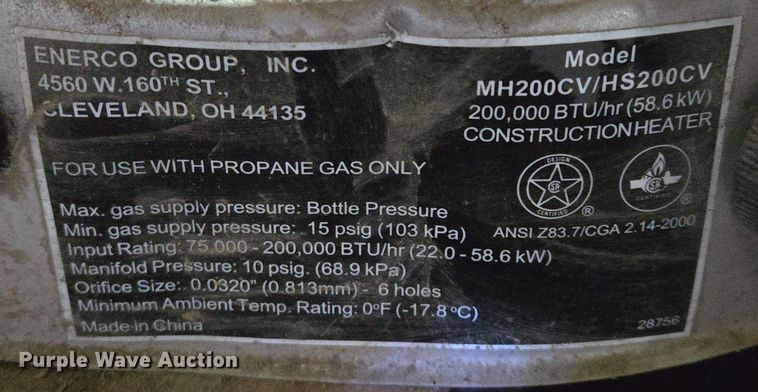 ENERCO GROUP, INC.
4560 W.160TH ST.,
CLEVELAND, OH 44135
Model
MH200CV/HS200CV
200,000 BTU/hr (58.6 kW)
CONSTRUCTION HEATER
FOR USE WITH PROPANE GAS ONLY
DESIGN
CERTIFIED
®
CERTIFIED
®
ANSI Z83.7/CGA 2.14-2000
Max. gas supply pressure: Bottle Pressure
Min. gas supply pressure: 15 psig (103 kPa)
Input Rating: 75.000 - 200,000 BTU/hr (22.0 - 58.6 kW)
Manifold Pressure: 10 psig. (68.9 kPa)
Orifice Size: 0.0320" (0.813mm) - 6 holes
Minimum Ambient Temp. Rating: 0ºF (-17.8 ºC)
Made in China
28756
Purple Wave Auction